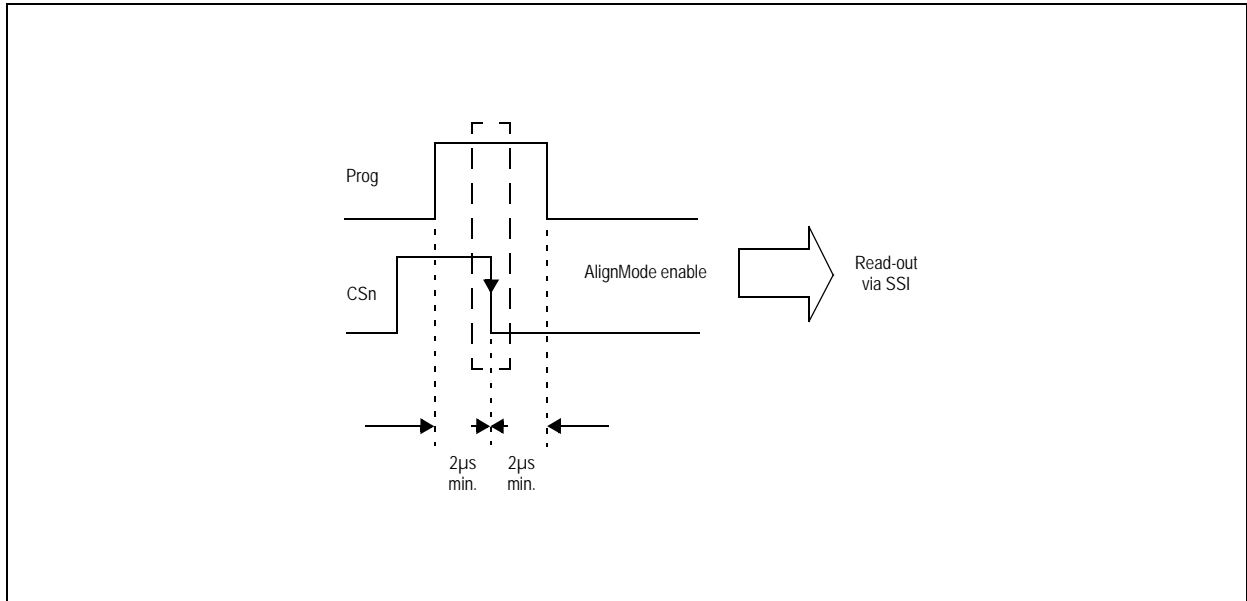 Prog
CSn
AlignMode enable
Read-out
via SSI
2µs
min.
2µs
min.